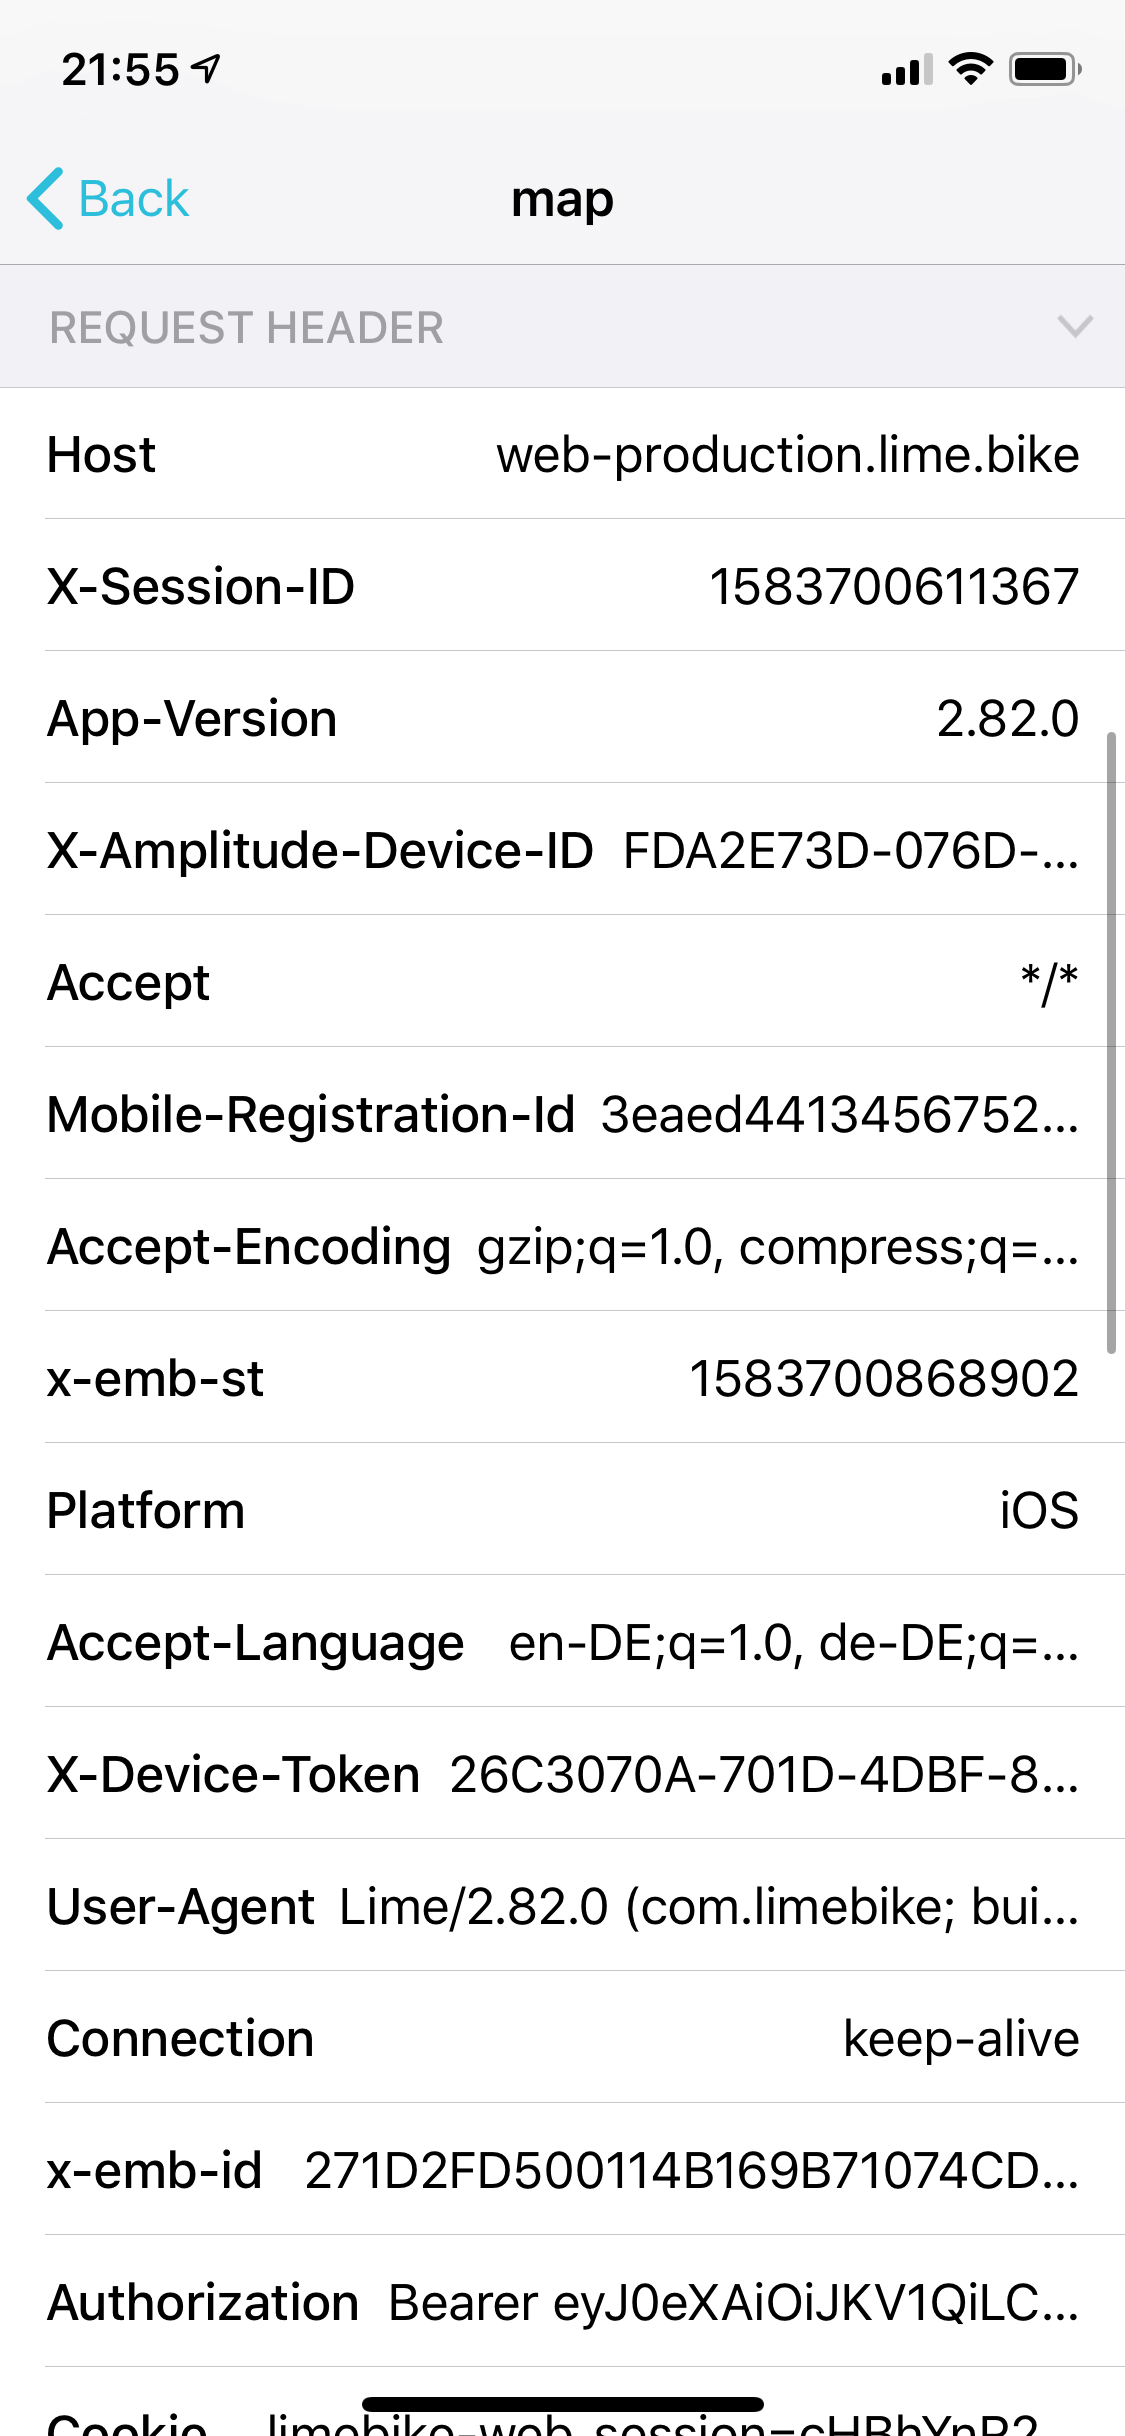 21:55
Back
map
REQUEST HEADER
Host web-production.lime.bike
X-Session-ID 1583700611367
App-Version 2.82.0
X-Amplitude-Device-ID FDA2E73D-076D-...
Accept */*
Mobile-Registration-Id 3eaed4413456752...
Accept-Encoding gzip;q=1.0, compress;q=...
x-emb-st 1583700868902
Platform iOS
Accept-Language en-DE;q=1.0, de-DE;q=...
X-Device-Token 26C3070A-701D-4DBF-8...
User-Agent Lime/2.82.0 (com.limebike; bui...
Connection keep-alive
x-emb-id 271D2FD500114B169B71074CD...
Authorization Bearer eyJ0eXAiOiJKV1QiLC...
Cookie limebike-web_session=cHBhYnR2